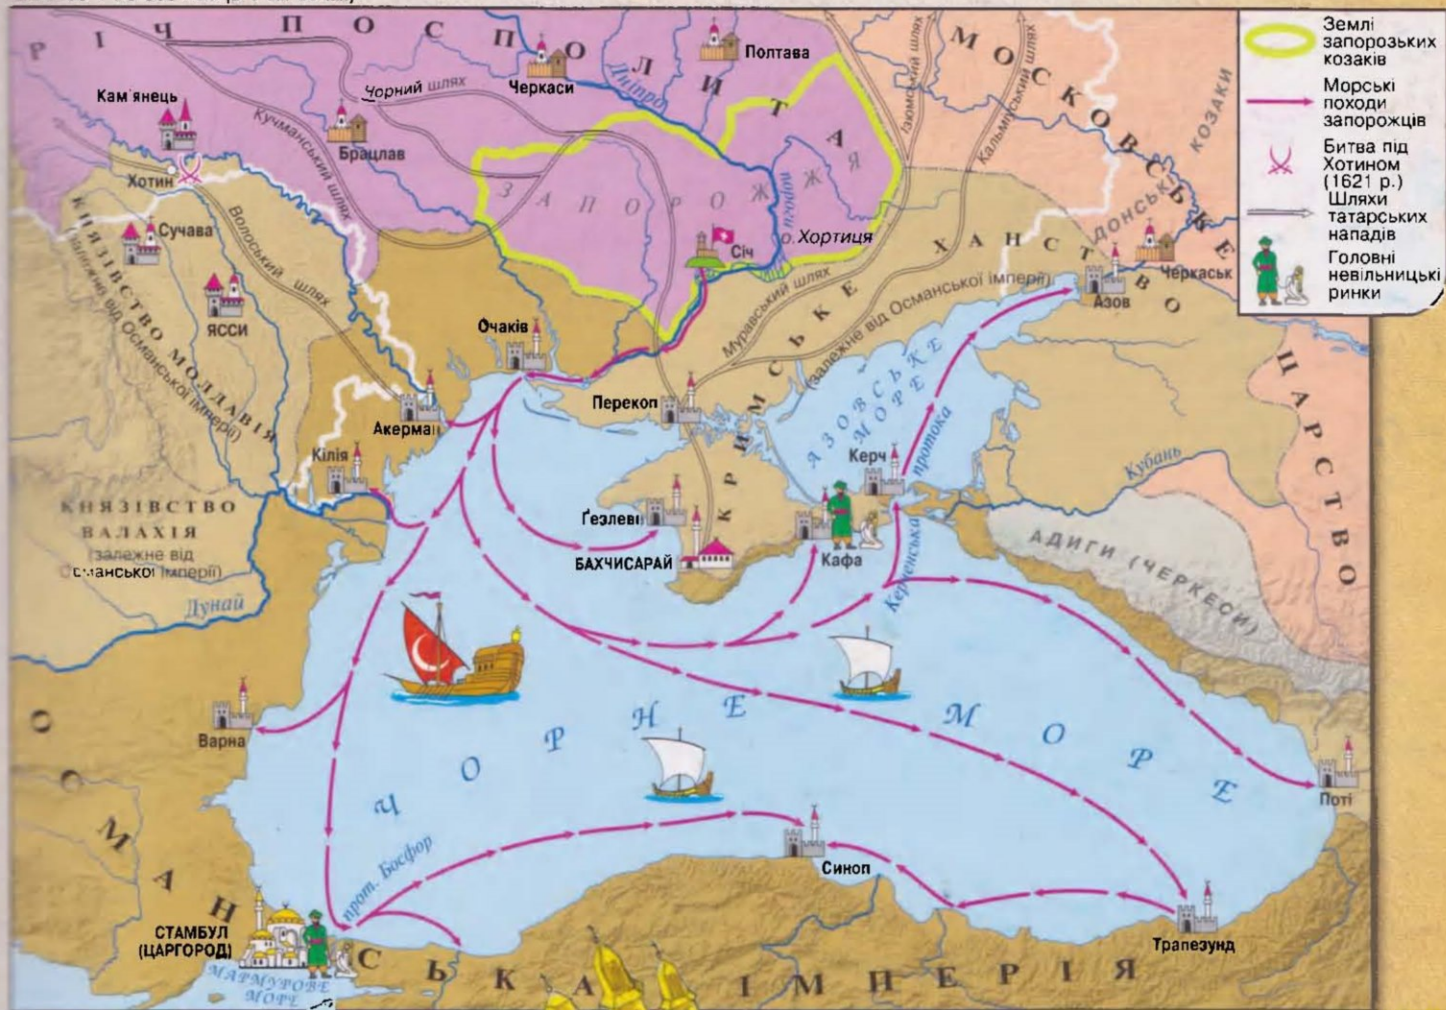 РІЧ ПОСПОЛИТА
МОСКОВСЬКЕ ЦАРСТВО
Полтава
Черкаси
Дніпро
Чорний шлях
Кам'янець
Кучманський шлях
Брацлав
Ізюмський шлях
Кальміуський шлях
ДОНСЬКІ КОЗАКИ
Хотин
ЗАПОРОЖЖЯ
пороги
о. Хортиця
Січ
Волоський шлях
Сучава
ЯССИ
КНЯЗІВСТВО МОЛДАВІЯ
(залежне від Османської імперії)
КРИМСЬКЕ ХАНСТВО
(залежне від Османської імперії)
Муравський шлях
Черкаськ
Азов
Очаків
Перекоп
АЗОВСЬКЕ
МОРЕ
Акерман
Кілія
Керч
Керченська протока
Кубань
КНЯЗІВСТВО
ВАЛАХІЯ
(залежне від
Османської імперії)
Ґезлеві
БАХЧИСАРАЙ
Кафа
АДИГИ (ЧЕРКЕСИ)
Дунай
Варна
ЧОРНЕ МОРЕ
Поті
прот. Босфор
Синоп
СТАМБУЛ
(ЦАРГОРОД)
Трапезунд
МАРМУРОВЕ
МОРЕ
ОСМАНСЬКА ІМПЕРІЯ
Землі
запорозьких
козаків
Морські
походи
запорожців
Битва під
Хотином
(1621 р.)
Шляхи
татарських
нападів
Головні
невільницькі
ринки